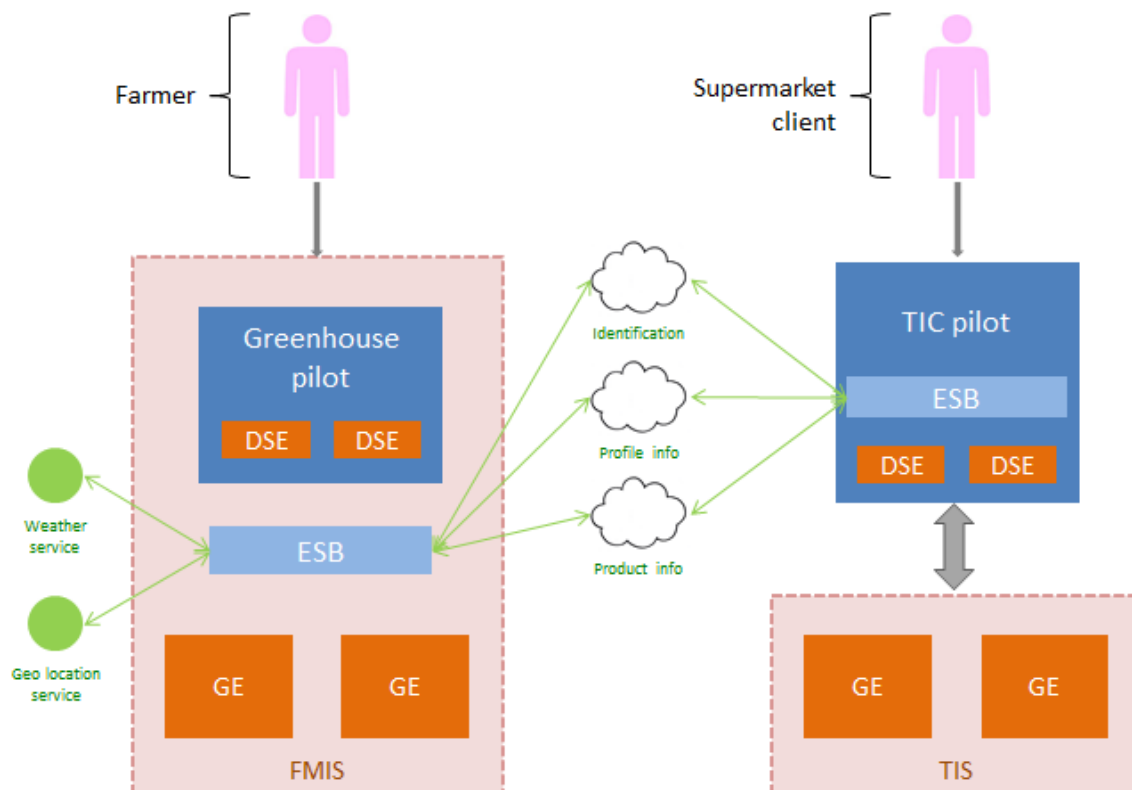 Farmer
Supermarket
client
Greenhouse
pilot
DSE
DSE
Weather
service
ESB
Geo location
service
GE
GE
FMIS
Identification
Profile info
Product info
TIC pilot
ESB
DSE
DSE
GE
GE
TIS